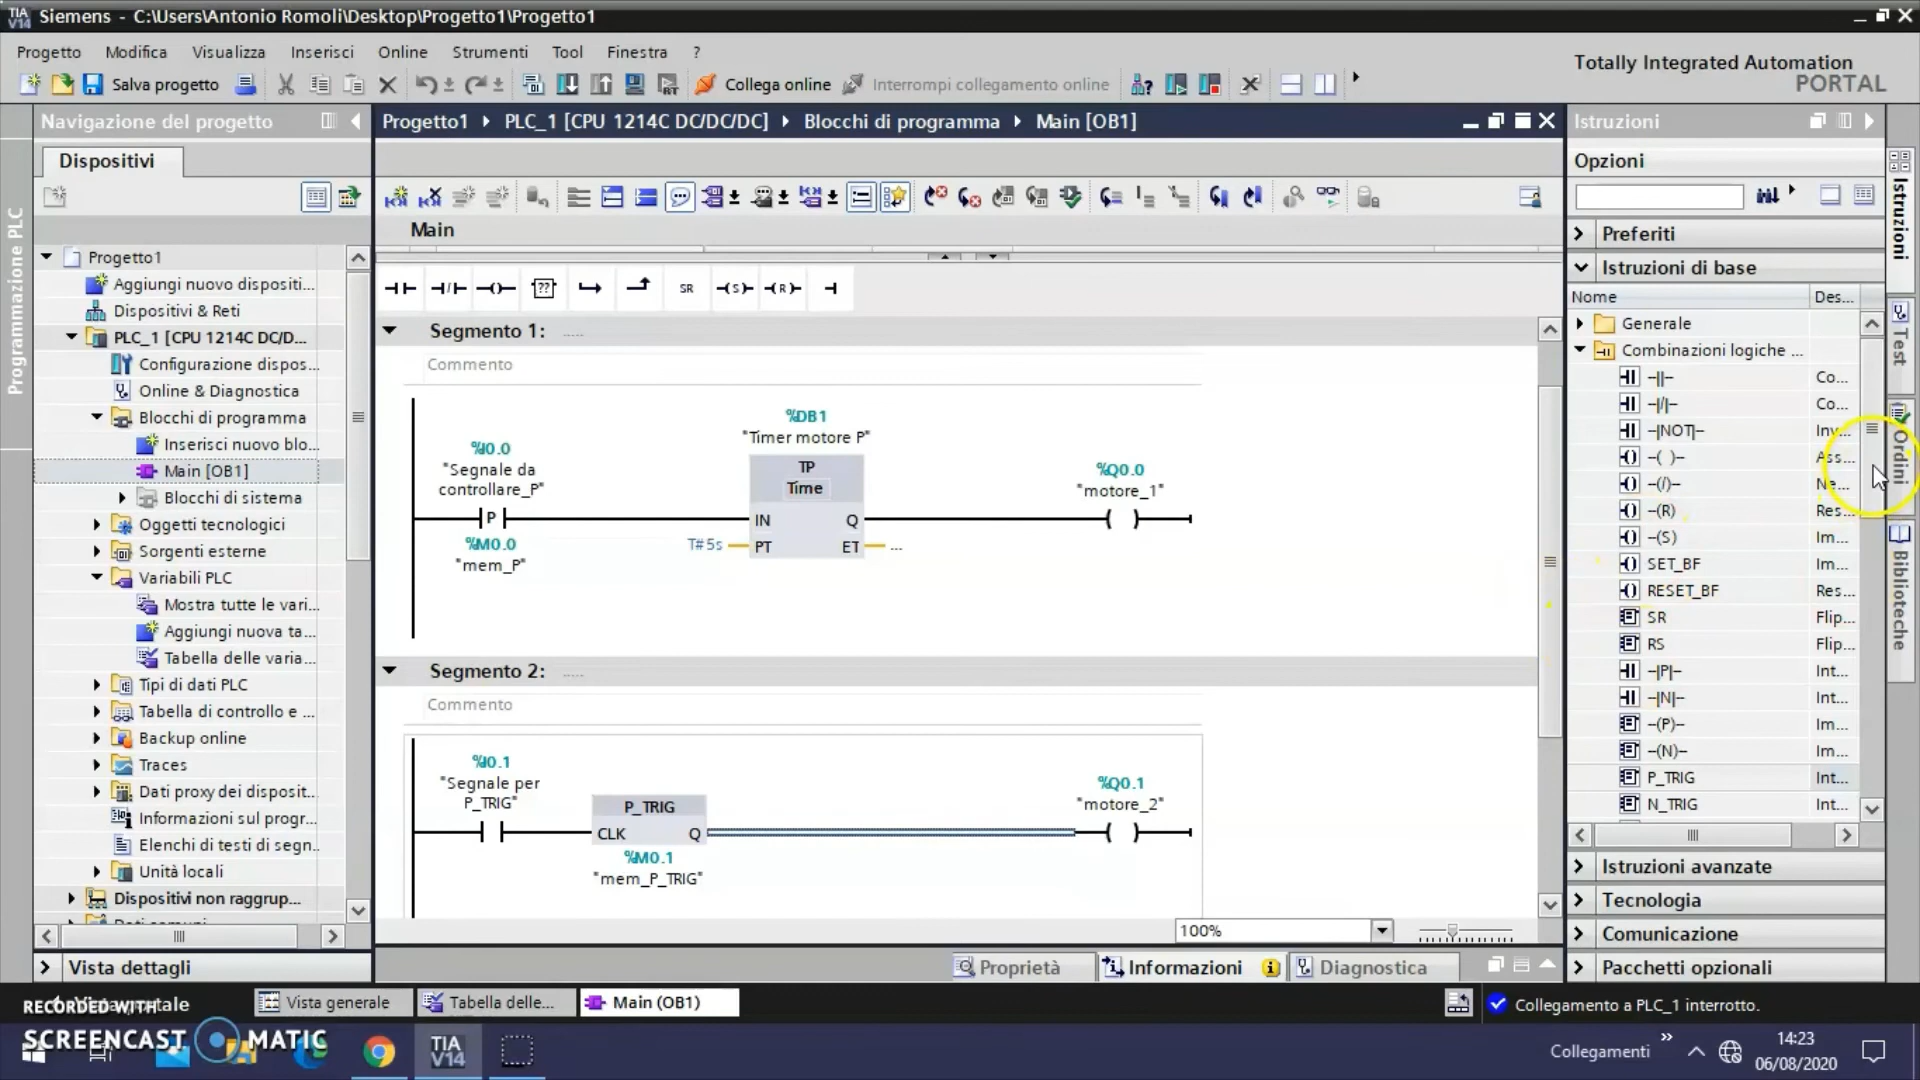 TIA V14 Siemens - C:\Users\Antonio Romoli\Desktop\Progetto1\Progetto1
Progetto Modifica Visualizza Inserisci Online Strumenti Tool Finestra ?
Totally Integrated Automation
PORTAL
Salva progetto Collega online Interrompi collegamento online
Navigazione del progetto
Progetto1 PLC_1 [CPU 1214C DC/DC/DC] Blocchi di programma Main [OB1]
Istruzioni
Dispositivi
Opzioni
Programmazione PLC
Main
Progetto1
Aggiungi nuovo dispositi...
Dispositivi & Reti
PLC_1 [CPU 1214C DC/D...
Configurazione dispos...
Online & Diagnostica
Blocchi di programma
Inserisci nuovo blo...
Main [OB1]
Blocchi di sistema
Oggetti tecnologici
Sorgenti esterne
Variabili PLC
Mostra tutte le vari...
Aggiungi nuova ta...
Tabella delle varia...
Tipi di dati PLC
Tabella di controllo e ...
Backup online
Traces
Dati proxy dei disposit...
Informazioni sul progr...
Elenchi di testi di segn...
Unità locali
Dispositivi non raggrup...
Vista dettagli
?? SR (S) (R)
Segmento 1: .....
Commento
%DB1
"Timer motore P"
%I0.0
"Segnale da
controllare_P"
P
%M0.0
"mem_P"
TP
Time
IN Q
T#5s PT ET ...
%Q0.0
"motore_1"
Segmento 2: .....
Commento
%I0.1
"Segnale per
P_TRIG"
P_TRIG
CLK Q
%M0.1
"mem_P_TRIG"
%Q0.1
"motore_2"
100%
Proprietà Informazioni Diagnostica
Preferiti
Istruzioni di base
Nome Des...
Generale
Combinazioni logiche ...
-||- Co...
-|/|- Co...
-|NOT|- Inv...
-( )- Ass...
-(/)- Ne...
-(R) Res...
-(S) Im...
SET_BF Im...
RESET_BF Res...
SR Flip...
RS Flip...
-|P|- Int...
-|N|- Int...
-(P)- Im...
-(N)- Im...
P_TRIG Int...
N_TRIG Int...
Istruzioni avanzate
Tecnologia
Comunicazione
Pacchetti opzionali
Istruzioni
Test
Ordini
Biblioteche
Vista generale Tabella delle... Main (OB1)
Collegamento a PLC_1 interrotto.
RECORDED WITH
SCREENCAST MATIC
TIA V14
Collegamenti
14:23
06/08/2020